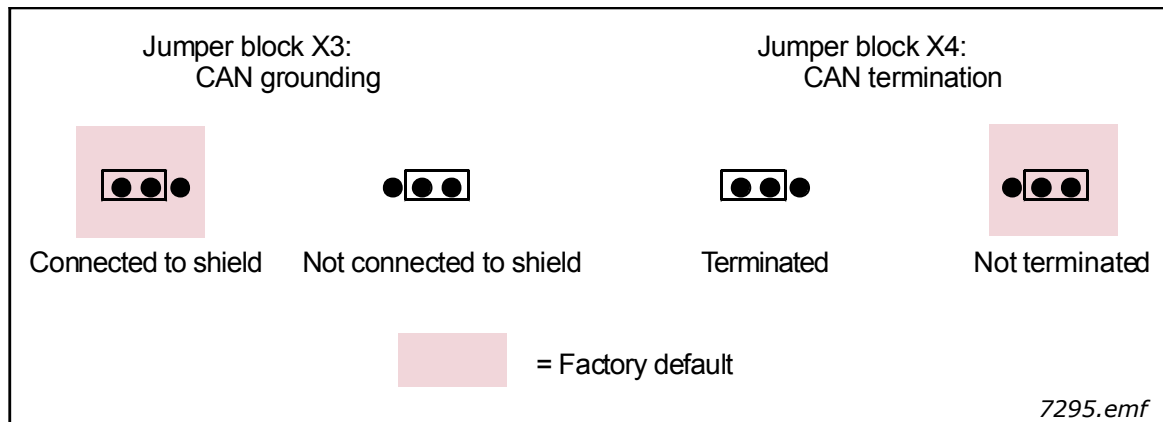 Jumper block X3:
CAN grounding
Jumper block X4:
CAN termination
Connected to shield
Not connected to shield
Terminated
Not terminated
= Factory default
7295.emf